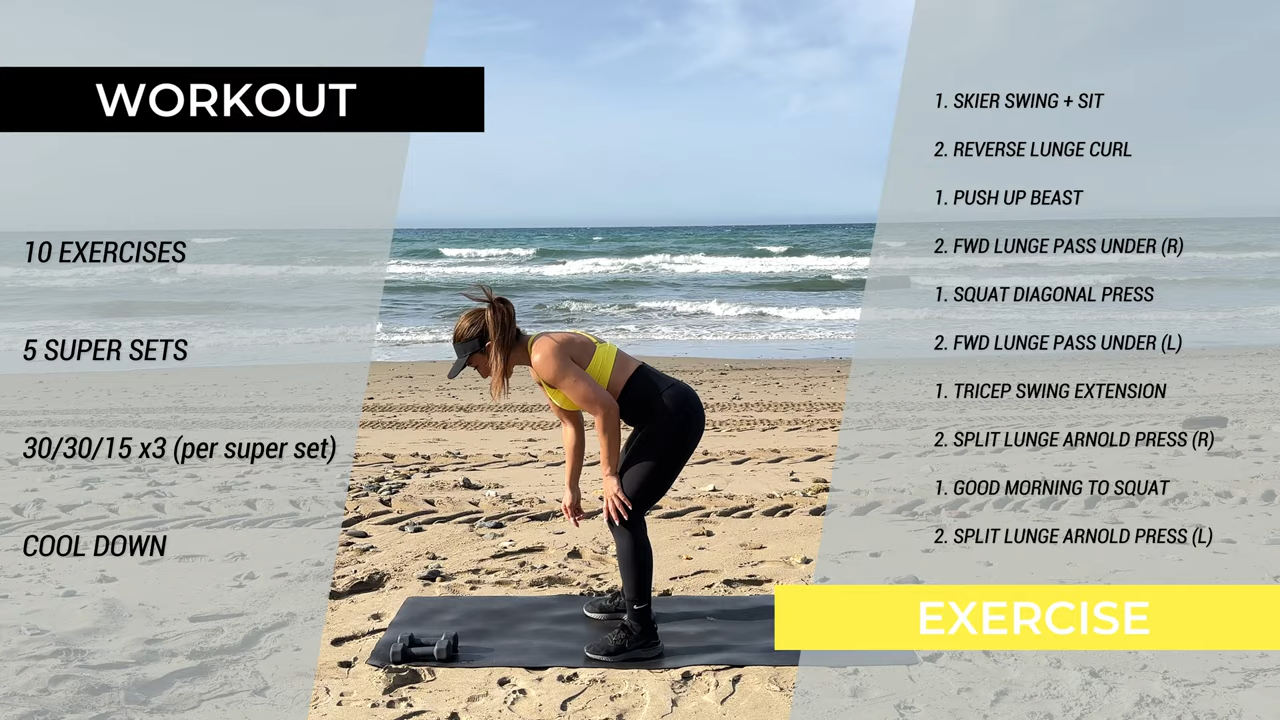 WORKOUT
10 EXERCISES
5 SUPER SETS
30/30/15 x3 (per super set)
COOL DOWN
1. SKIER SWING + SIT
2. REVERSE LUNGE CURL
1. PUSH UP BEAST
2. FWD LUNGE PASS UNDER (R)
1. SQUAT DIAGONAL PRESS
2. FWD LUNGE PASS UNDER (L)
1. TRICEP SWING EXTENSION
2. SPLIT LUNGE ARNOLD PRESS (R)
1. GOOD MORNING TO SQUAT
2. SPLIT LUNGE ARNOLD PRESS (L)
EXERCISE